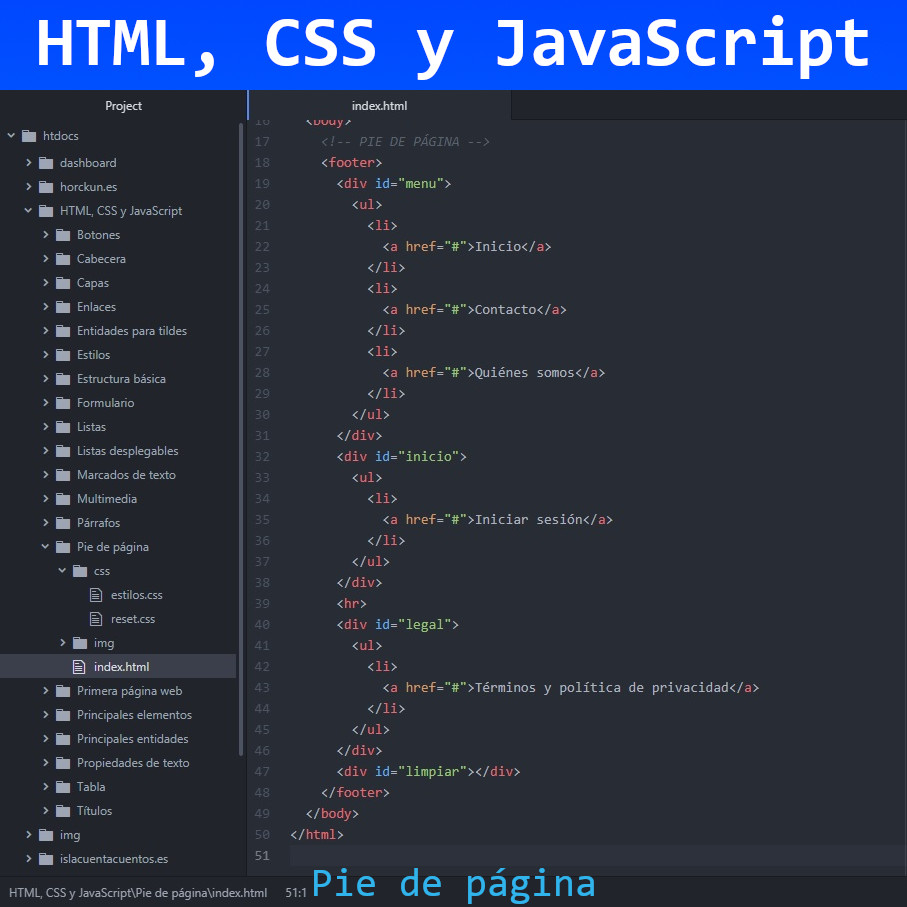 HTML, CSS y JavaScript
Project
htdocs
dashboard
horckun.es
HTML, CSS y JavaScript
Botones
Cabecera
Capas
Enlaces
Entidades para tildes
Estilos
Estructura básica
Formulario
Listas
Listas desplegables
Marcados de texto
Multimedia
Párrafos
Pie de página
css
estilos.css
reset.css
img
index.html
Primera página web
Principales elementos
Principales entidades
Propiedades de texto
Tabla
Títulos
img
islacuentacuentos.es
index.html
16 <body>
17 <!-- PIE DE PÁGINA -->
18 <footer>
19 <div id="menu">
20 <ul>
21 <li>
22 <a href="#">Inicio</a>
23 </li>
24 <li>
25 <a href="#">Contacto</a>
26 </li>
27 <li>
28 <a href="#">Quiénes somos</a>
29 </li>
30 </ul>
31 </div>
32 <div id="inicio">
33 <ul>
34 <li>
35 <a href="#">Iniciar sesión</a>
36 </li>
37 </ul>
38 </div>
39 <hr>
40 <div id="legal">
41 <ul>
42 <li>
43 <a href="#">Términos y política de privacidad</a>
44 </li>
45 </ul>
46 </div>
47 <div id="limpiar"></div>
48 </footer>
49 </body>
50 </html>
51
HTML, CSS y JavaScript\Pie de página\index.html 51:1
Pie de página